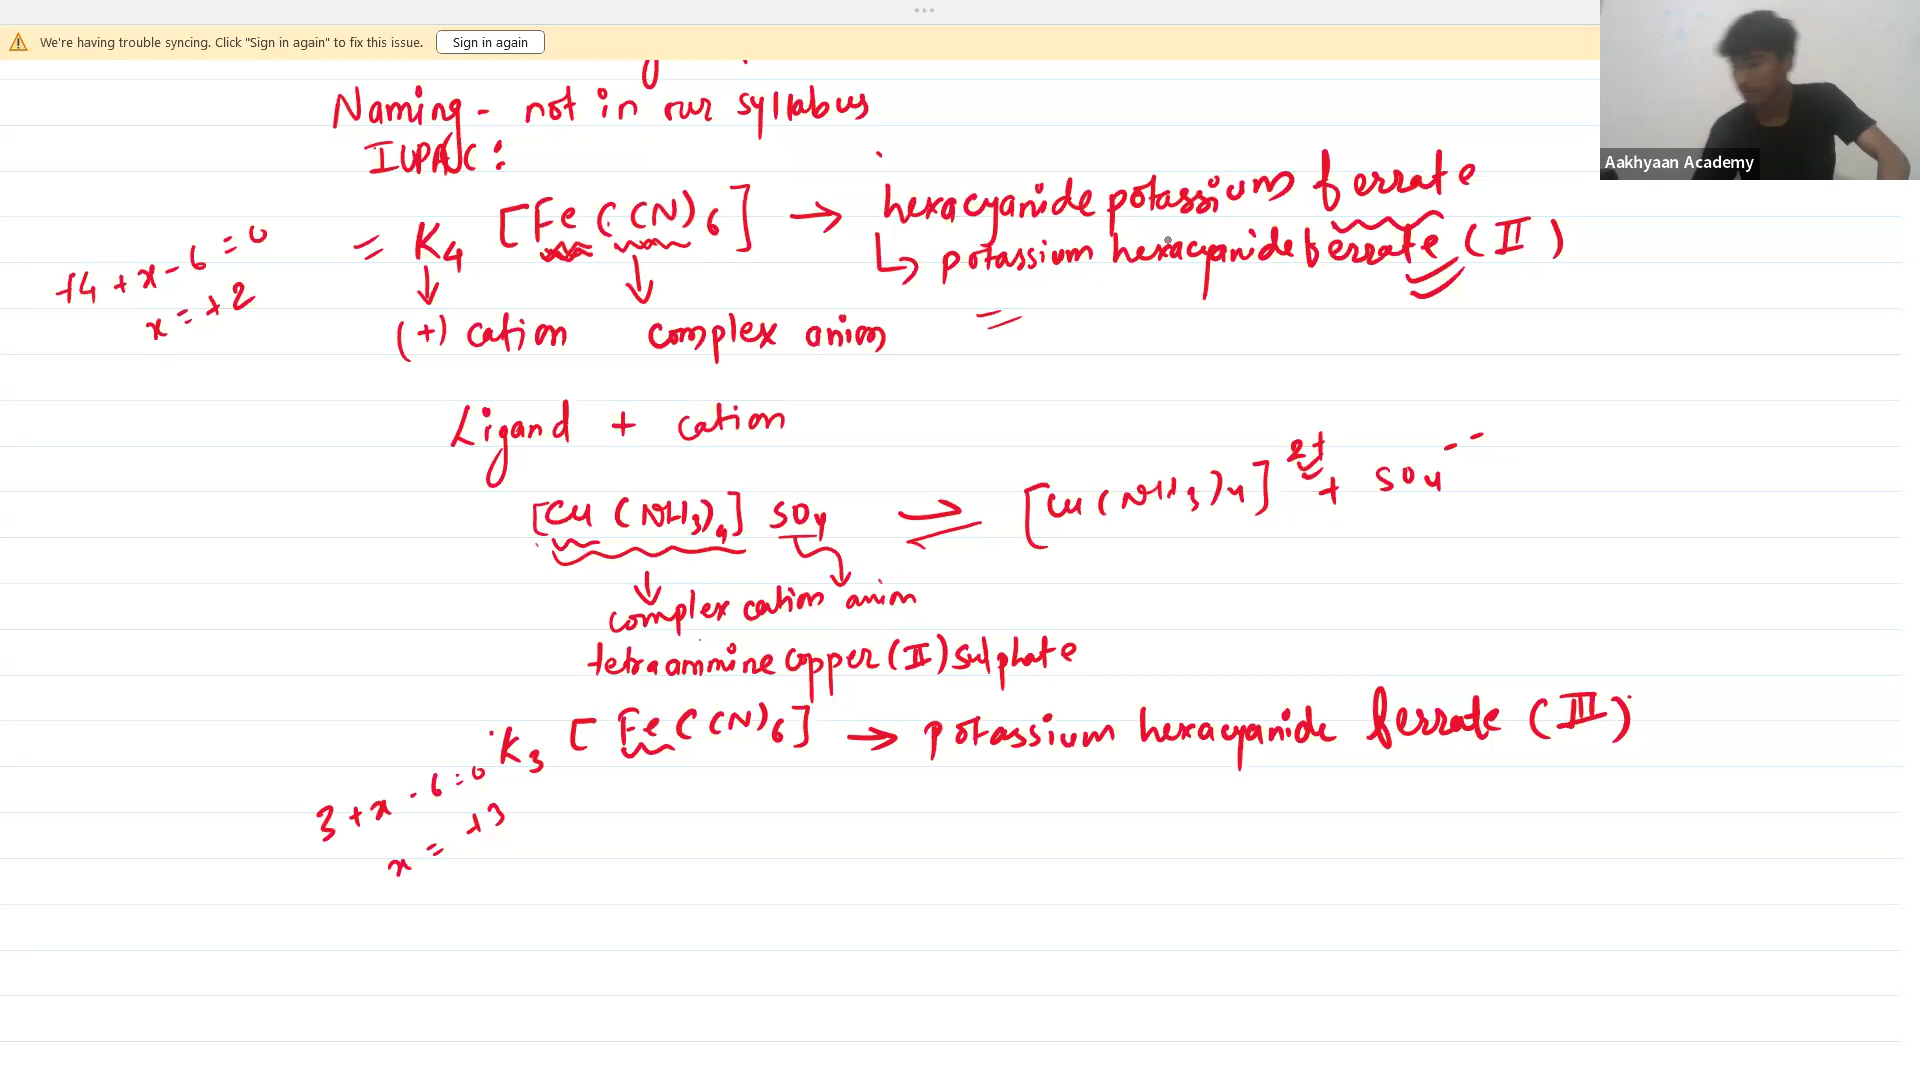 We're having trouble syncing. Click "Sign in again" to fix this issue. Sign in again
Aakhyaan Academy
Naming - not in our syllabus
IUPAC :
= K4 [Fe(CN)6] → hexacyanide potassium ferrate
↳ potassium hexacyanide ferrate (II)
+4 + x - 6 = 0
x = +2
(+) cation complex anion
Ligand + cation
[Cu(NH3)4] SO4 ⇌ [Cu(NH3)4]2+ + SO4--
complex cation anion
tetraammine copper (II) sulphate
K3 [Fe(CN)6] → potassium hexacyanide ferrate (III)
3 + x - 6 = 0
x = +3